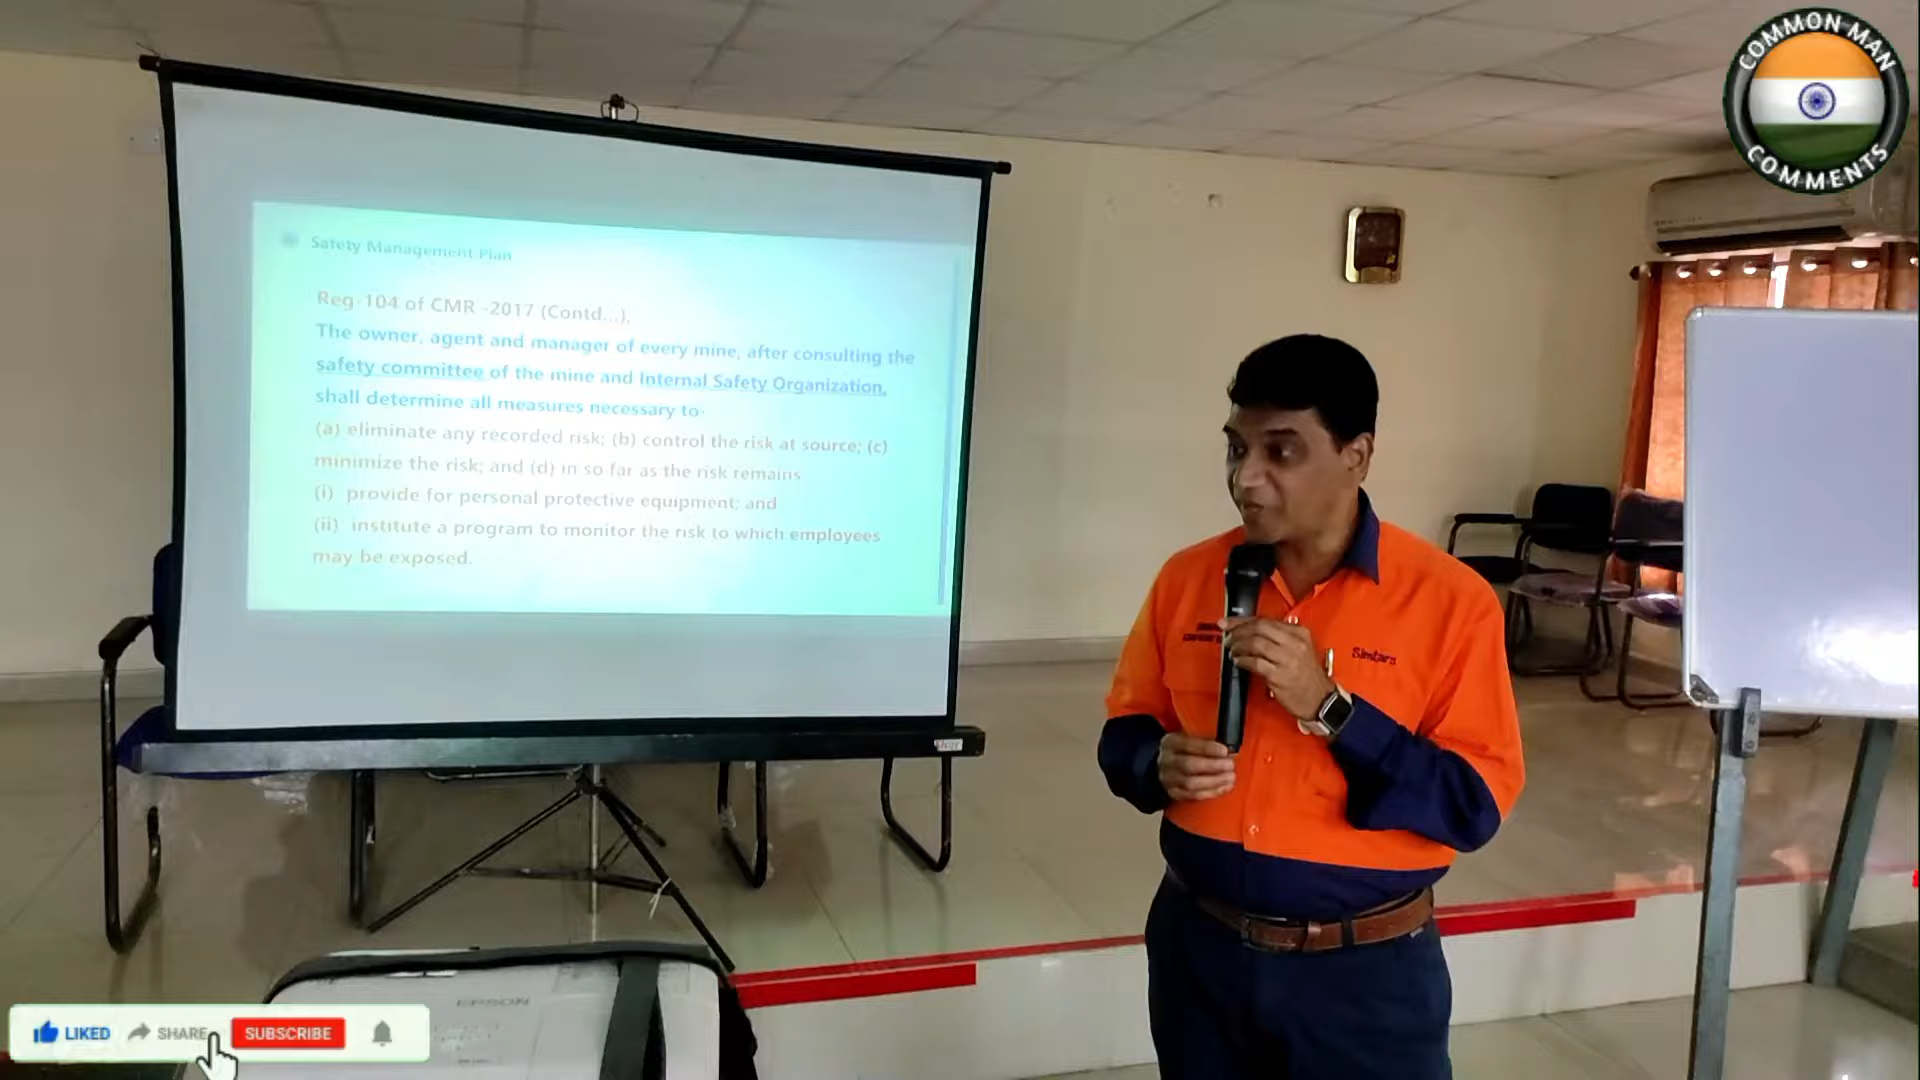 COMMON MAN
COMMENTS
Safety Management Plan
Reg-104 of CMR -2017 (Contd...),
The owner, agent and manager of every mine, after consulting the
safety committee of the mine and Internal Safety Organization,
shall determine all measures necessary to-
(a) eliminate any recorded risk; (b) control the risk at source; (c)
minimize the risk; and (d) in so far as the risk remains
(i) provide for personal protective equipment; and
(ii) institute a program to monitor the risk to which employees
may be exposed.
Simtars
EPSON
LIKED SHARE SUBSCRIBE